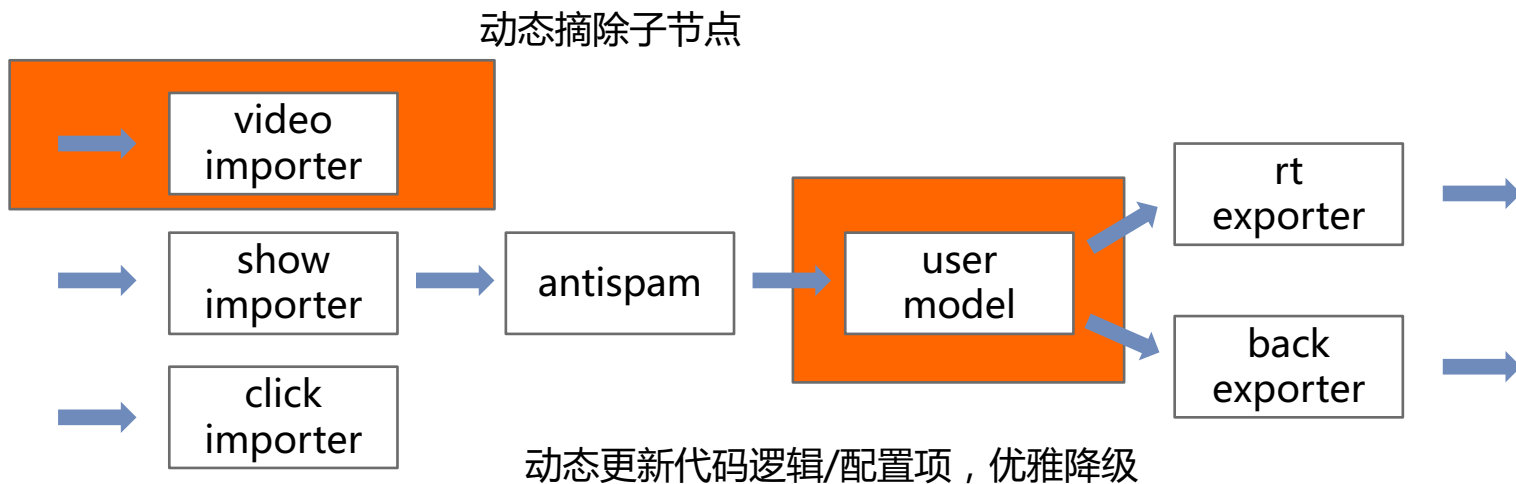 动态摘除子节点
video
importer
show
importer
click
importer
antispam
user
model
rt
exporter
back
exporter
动态更新代码逻辑/配置项，优雅降级